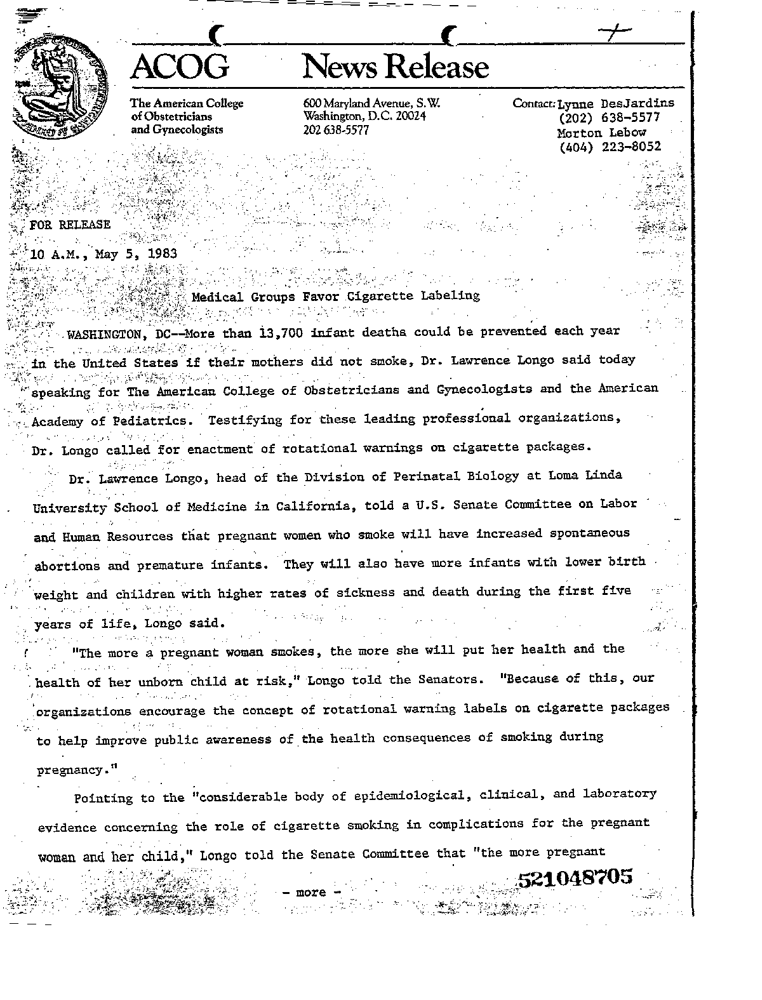 ACOG News Release
The American College
of Obstetricians
and Gynecologists
600 Maryland Avenue, S.W.
Washington, D.C. 20024
202 638-5577
Contact: Lynne DesJardins
(202) 638-5577
Morton Lebow
(404) 223-8052
FOR RELEASE
10 A.M., May 5, 1983
Medical Groups Favor Cigarette Labeling
WASHINGTON, DC--More than 13,700 infant deaths could be prevented each year
in the United States if their mothers did not smoke, Dr. Lawrence Longo said today
speaking for The American College of Obstetricians and Gynecologists and the American
Academy of Pediatrics. Testifying for these leading professional organizations,
Dr. Longo called for enactment of rotational warnings on cigarette packages.
Dr. Lawrence Longo, head of the Division of Perinatal Biology at Loma Linda
University School of Medicine in California, told a U.S. Senate Committee on Labor
and Human Resources that pregnant women who smoke will have increased spontaneous
abortions and premature infants. They will also have more infants with lower birth
weight and children with higher rates of sickness and death during the first five
years of life, Longo said.
"The more a pregnant woman smokes, the more she will put her health and the
health of her unborn child at risk," Longo told the Senators. "Because of this, our
organizations encourage the concept of rotational warning labels on cigarette packages
to help improve public awareness of the health consequences of smoking during
pregnancy."
Pointing to the "considerable body of epidemiological, clinical, and laboratory
evidence concerning the role of cigarette smoking in complications for the pregnant
woman and her child," Longo told the Senate Committee that "the more pregnant
- more -
521048705